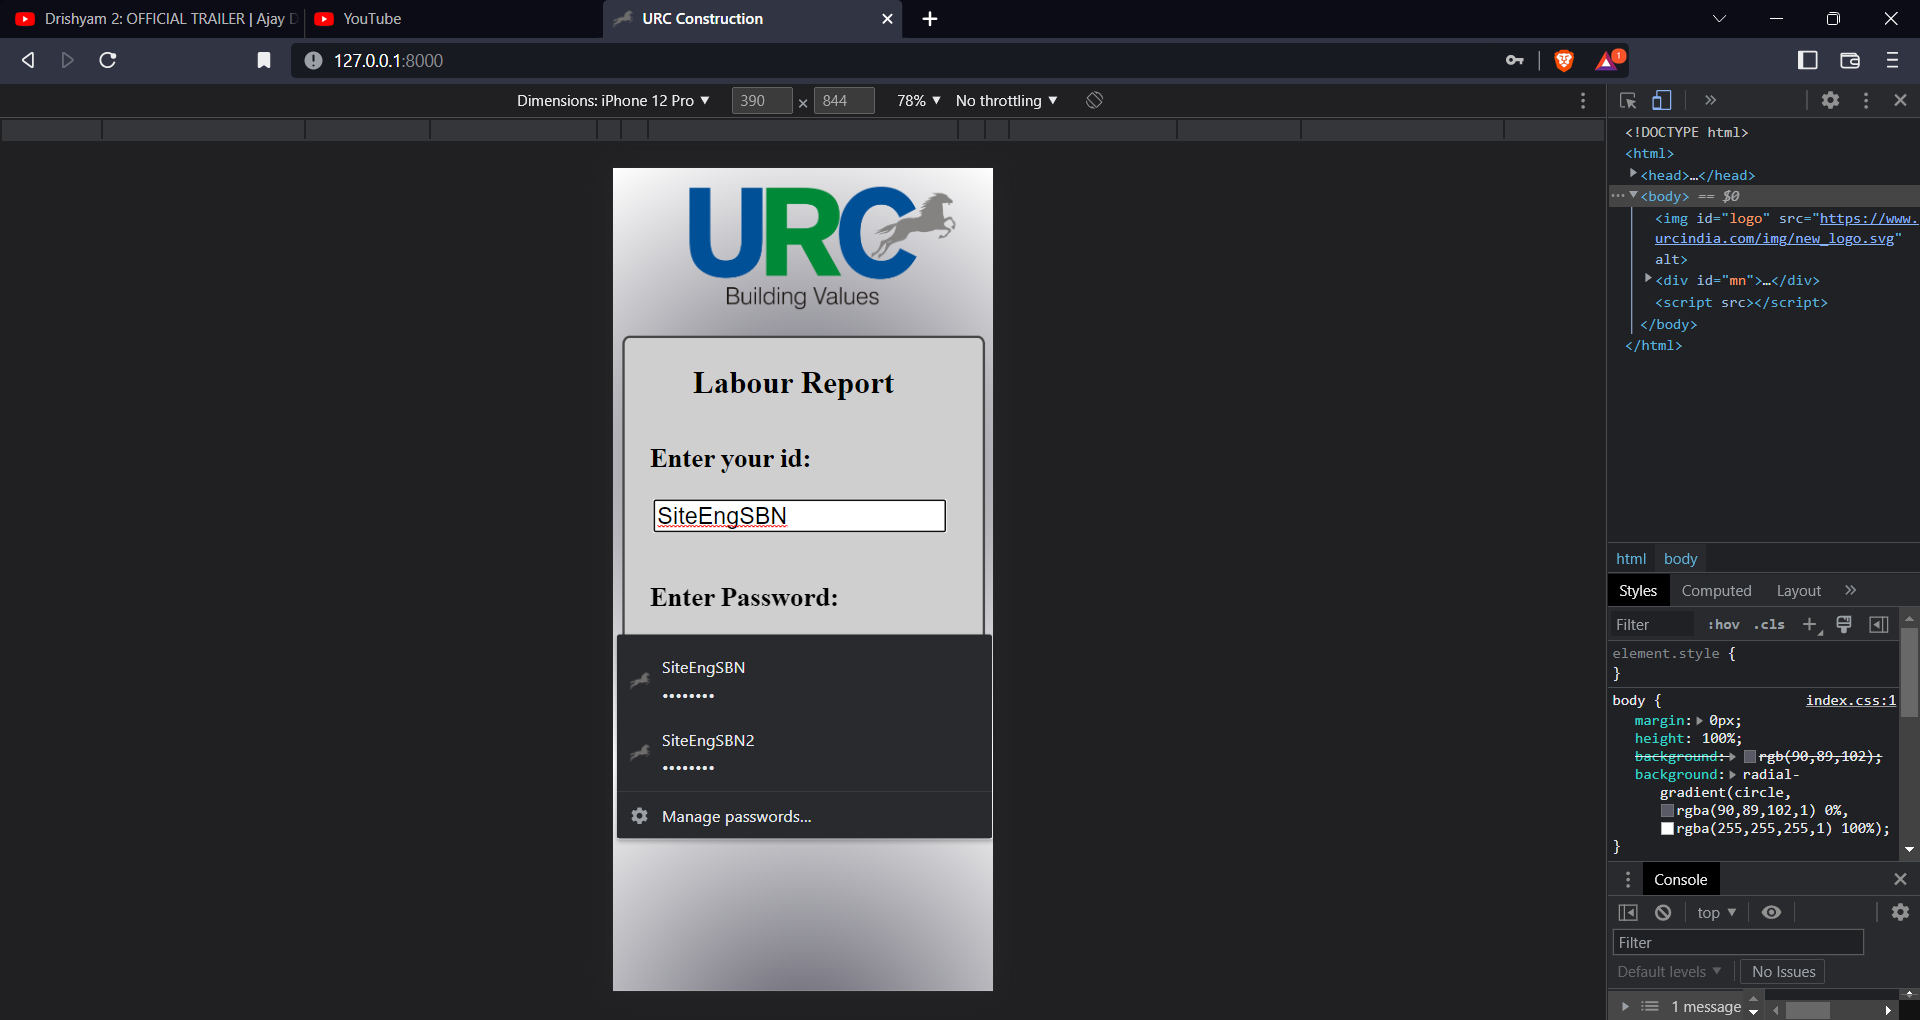 Drishyam 2: OFFICIAL TRAILER | Ajay D
YouTube
URC Construction
127.0.0.1:8000
1
Dimensions: iPhone 12 Pro
390 × 844
78%
No throttling
URC
Building Values
Labour Report
Enter your id:
SiteEngSBN
Enter Password:
SiteEngSBN
••••••••
SiteEngSBN2
••••••••
Manage passwords...
<!DOCTYPE html>
<html>
<head>…</head>
<body> == $0
<img id="logo" src="https://www.
urcindia.com/img/new_logo.svg"
alt>
<div id="mn">…</div>
<script src></script>
</body>
</html>
html body
Styles Computed Layout
Filter :hov .cls
element.style {
}
body { index.css:1
margin: 0px;
height: 100%;
background: rgb(90,89,102);
background: radial-
gradient(circle,
rgba(90,89,102,1) 0%,
rgba(255,255,255,1) 100%);
}
Console
top
Filter
Default levels No Issues
1 message